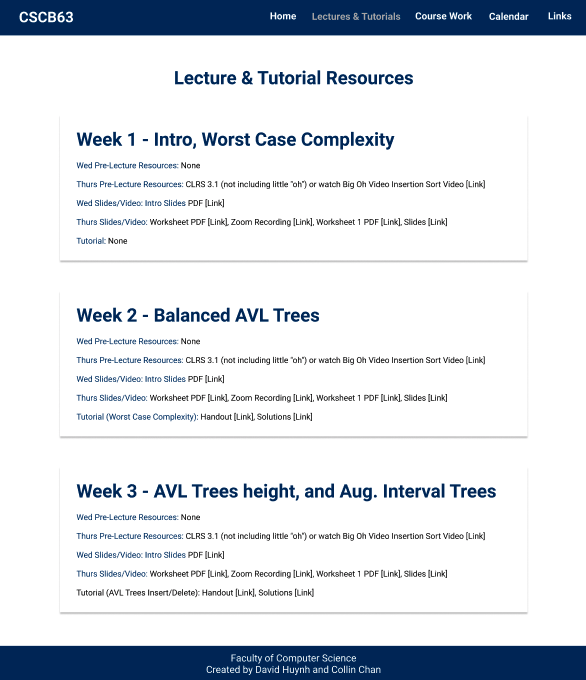 CSCB63
Home Lectures & Tutorials Course Work Calendar Links
Lecture & Tutorial Resources
Week 1 - Intro, Worst Case Complexity
Wed Pre-Lecture Resources: None
Thurs Pre-Lecture Resources: CLRS 3.1 (not including little "oh") or watch Big Oh Video Insertion Sort Video [Link]
Wed Slides/Video: Intro Slides PDF [Link]
Thurs Slides/Video: Worksheet PDF [Link], Zoom Recording [Link], Worksheet 1 PDF [Link], Slides [Link]
Tutorial: None
Week 2 - Balanced AVL Trees
Wed Pre-Lecture Resources: None
Thurs Pre-Lecture Resources: CLRS 3.1 (not including little "oh") or watch Big Oh Video Insertion Sort Video [Link]
Wed Slides/Video: Intro Slides PDF [Link]
Thurs Slides/Video: Worksheet PDF [Link], Zoom Recording [Link], Worksheet 1 PDF [Link], Slides [Link]
Tutorial (Worst Case Complexity): Handout [Link], Solutions [Link]
Week 3 - AVL Trees height, and Aug. Interval Trees
Wed Pre-Lecture Resources: None
Thurs Pre-Lecture Resources: CLRS 3.1 (not including little "oh") or watch Big Oh Video Insertion Sort Video [Link]
Wed Slides/Video: Intro Slides PDF [Link]
Thurs Slides/Video: Worksheet PDF [Link], Zoom Recording [Link], Worksheet 1 PDF [Link], Slides [Link]
Tutorial (AVL Trees Insert/Delete): Handout [Link], Solutions [Link]
Faculty of Computer Science
Created by David Huynh and Collin Chan